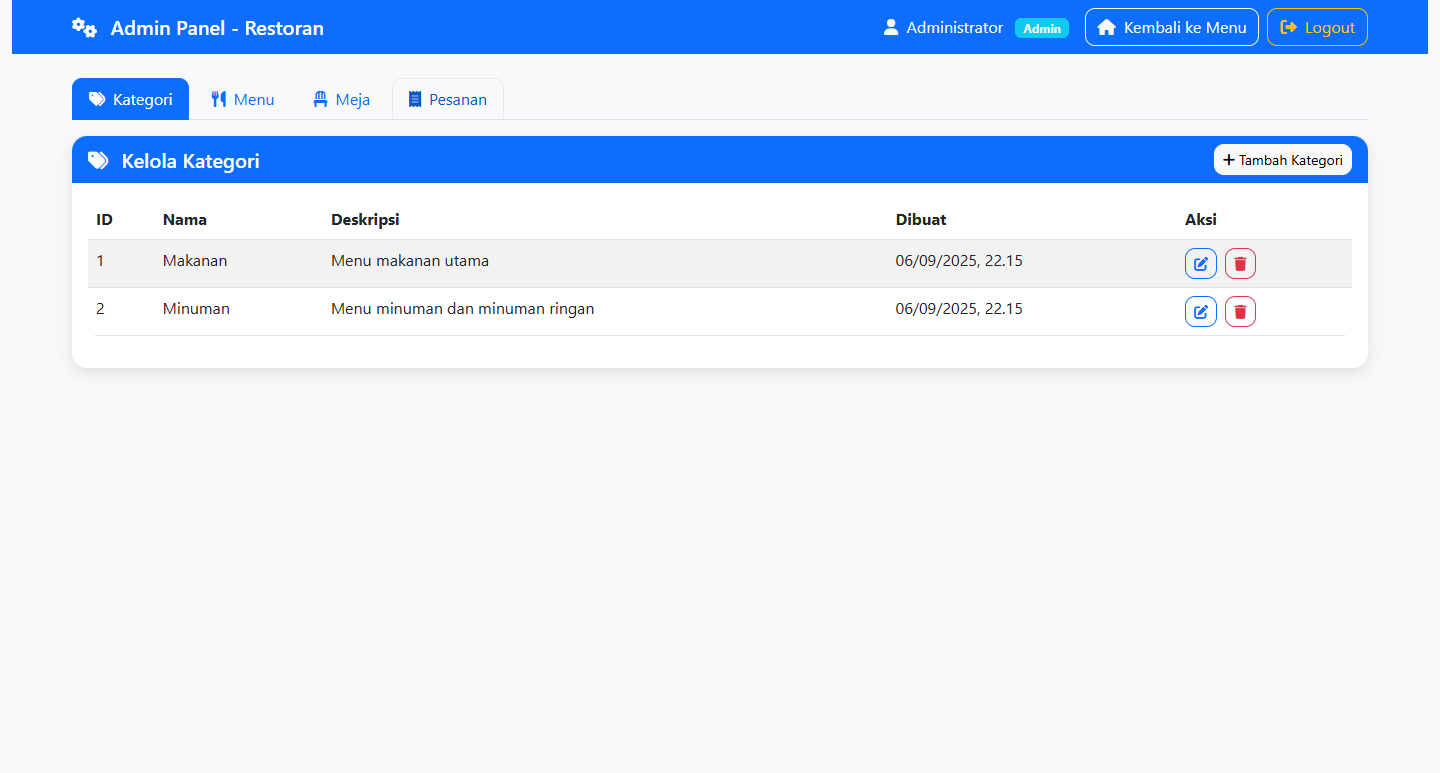 Admin Panel - Restoran Administrator Admin Kembali ke Menu Logout
Kategori Menu Meja Pesanan
Kelola Kategori + Tambah Kategori
ID Nama Deskripsi Dibuat Aksi
1 Makanan Menu makanan utama 06/09/2025, 22.15
2 Minuman Menu minuman dan minuman ringan 06/09/2025, 22.15